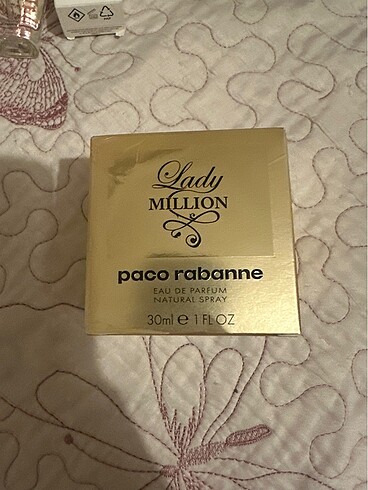 Lady
MILLION
paco rabanne
EAU DE PARFUM
NATURAL SPRAY
30ml ℮ 1 FL OZ